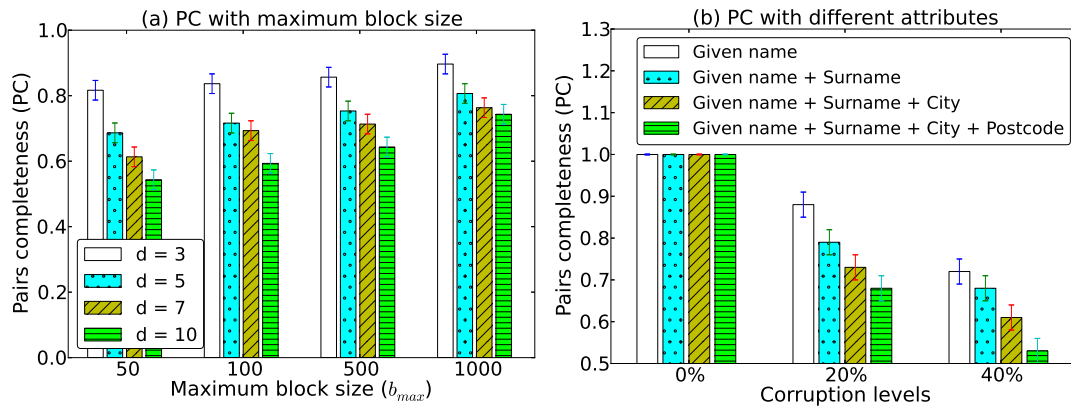 (a) PC with maximum block size
Pairs completeness (PC)
1.0
0.8
0.6
0.4
0.2
0.0
d = 3
d = 5
d = 7
d = 10
50
100
500
1000
Maximum block size (b_max)
(b) PC with different attributes
Pairs completeness (PC)
1.3
1.2
1.1
1.0
0.9
0.8
0.7
0.6
0.5
Given name
Given name + Surname
Given name + Surname + City
Given name + Surname + City + Postcode
0%
20%
40%
Corruption levels